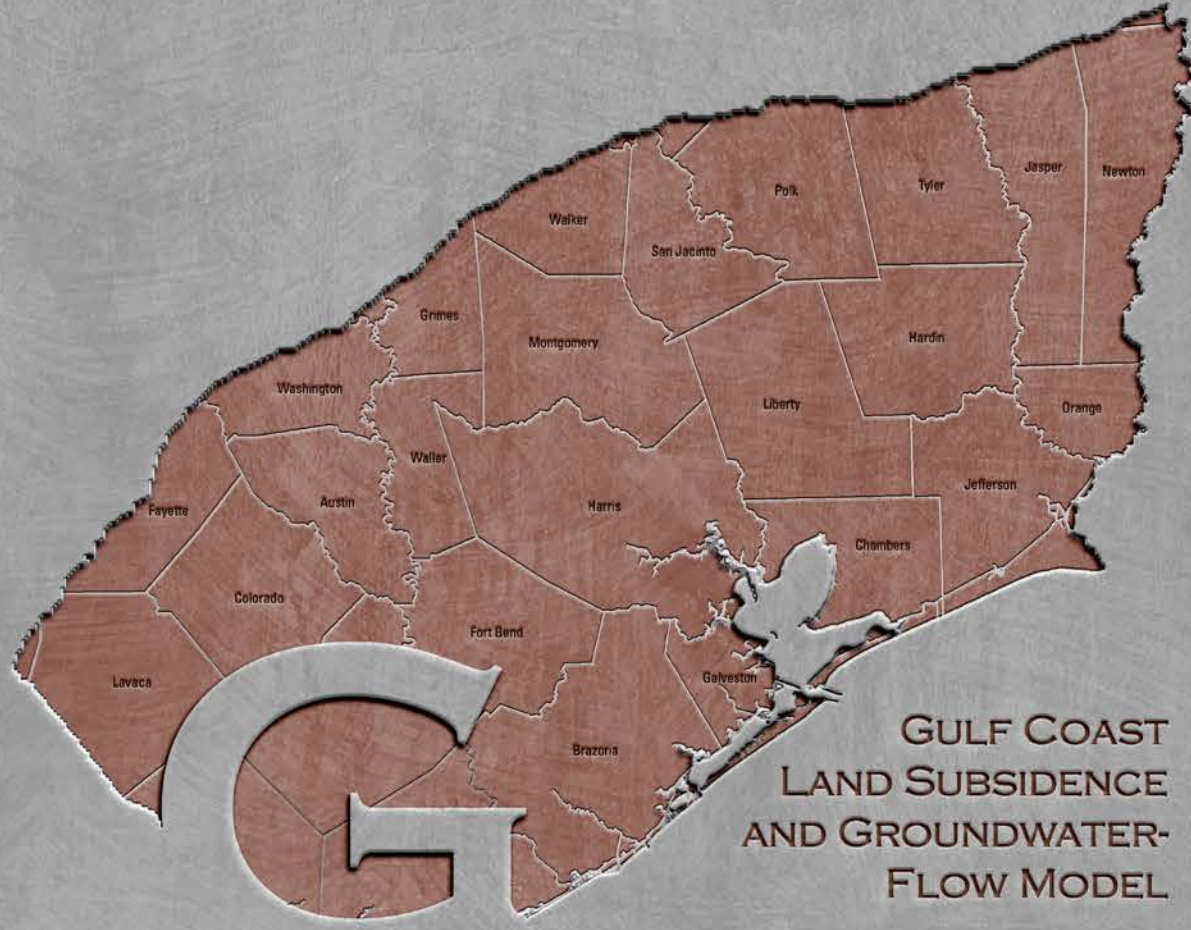 Jasper
Newton
Polk
Tyler
Walker
San Jacinto
Grimes
Montgomery
Hardin
Washington
Liberty
Orange
Waller
Austin
Harris
Jefferson
Fayette
Chambers
Colorado
Fort Bend
Lavaca
Galveston
Brazoria
G
GULF COAST
LAND SUBSIDENCE
AND GROUNDWATER-
FLOW MODEL